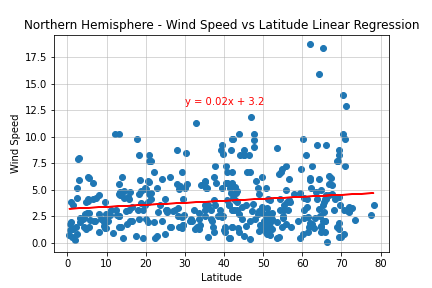 Northern Hemisphere - Wind Speed vs Latitude Linear Regression
17.5
15.0
12.5
10.0
7.5
5.0
2.5
0.0
Wind Speed
y = 0.02x + 3.2
0 10 20 30 40 50 60 70 80
Latitude